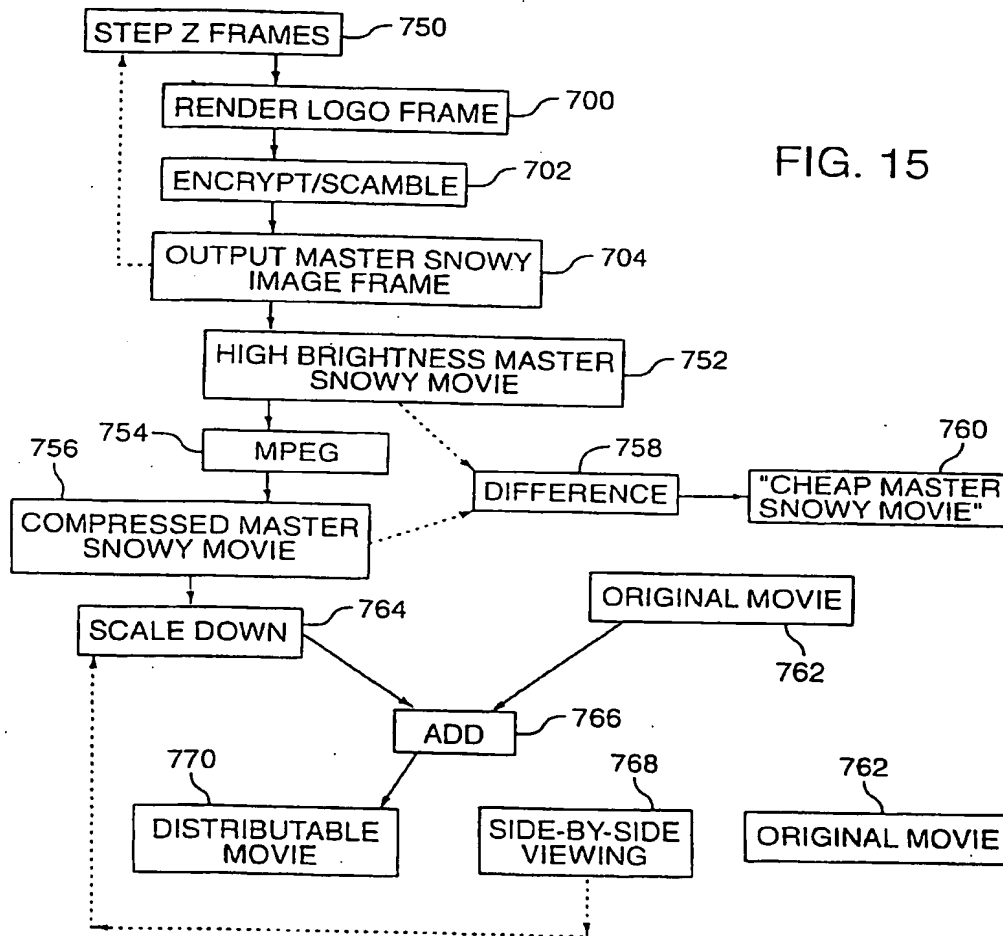 STEP Z FRAMES
750
RENDER LOGO FRAME
700
FIG. 15
ENCRYPT/SCAMBLE
702
OUTPUT MASTER SNOWY
IMAGE FRAME
704
HIGH BRIGHTNESS MASTER
SNOWY MOVIE
752
754
MPEG
756
COMPRESSED MASTER
SNOWY MOVIE
758
DIFFERENCE
760
"CHEAP MASTER
SNOWY MOVIE"
SCALE DOWN
764
ORIGINAL MOVIE
762
ADD
766
770
DISTRIBUTABLE
MOVIE
768
SIDE-BY-SIDE
VIEWING
762
ORIGINAL MOVIE